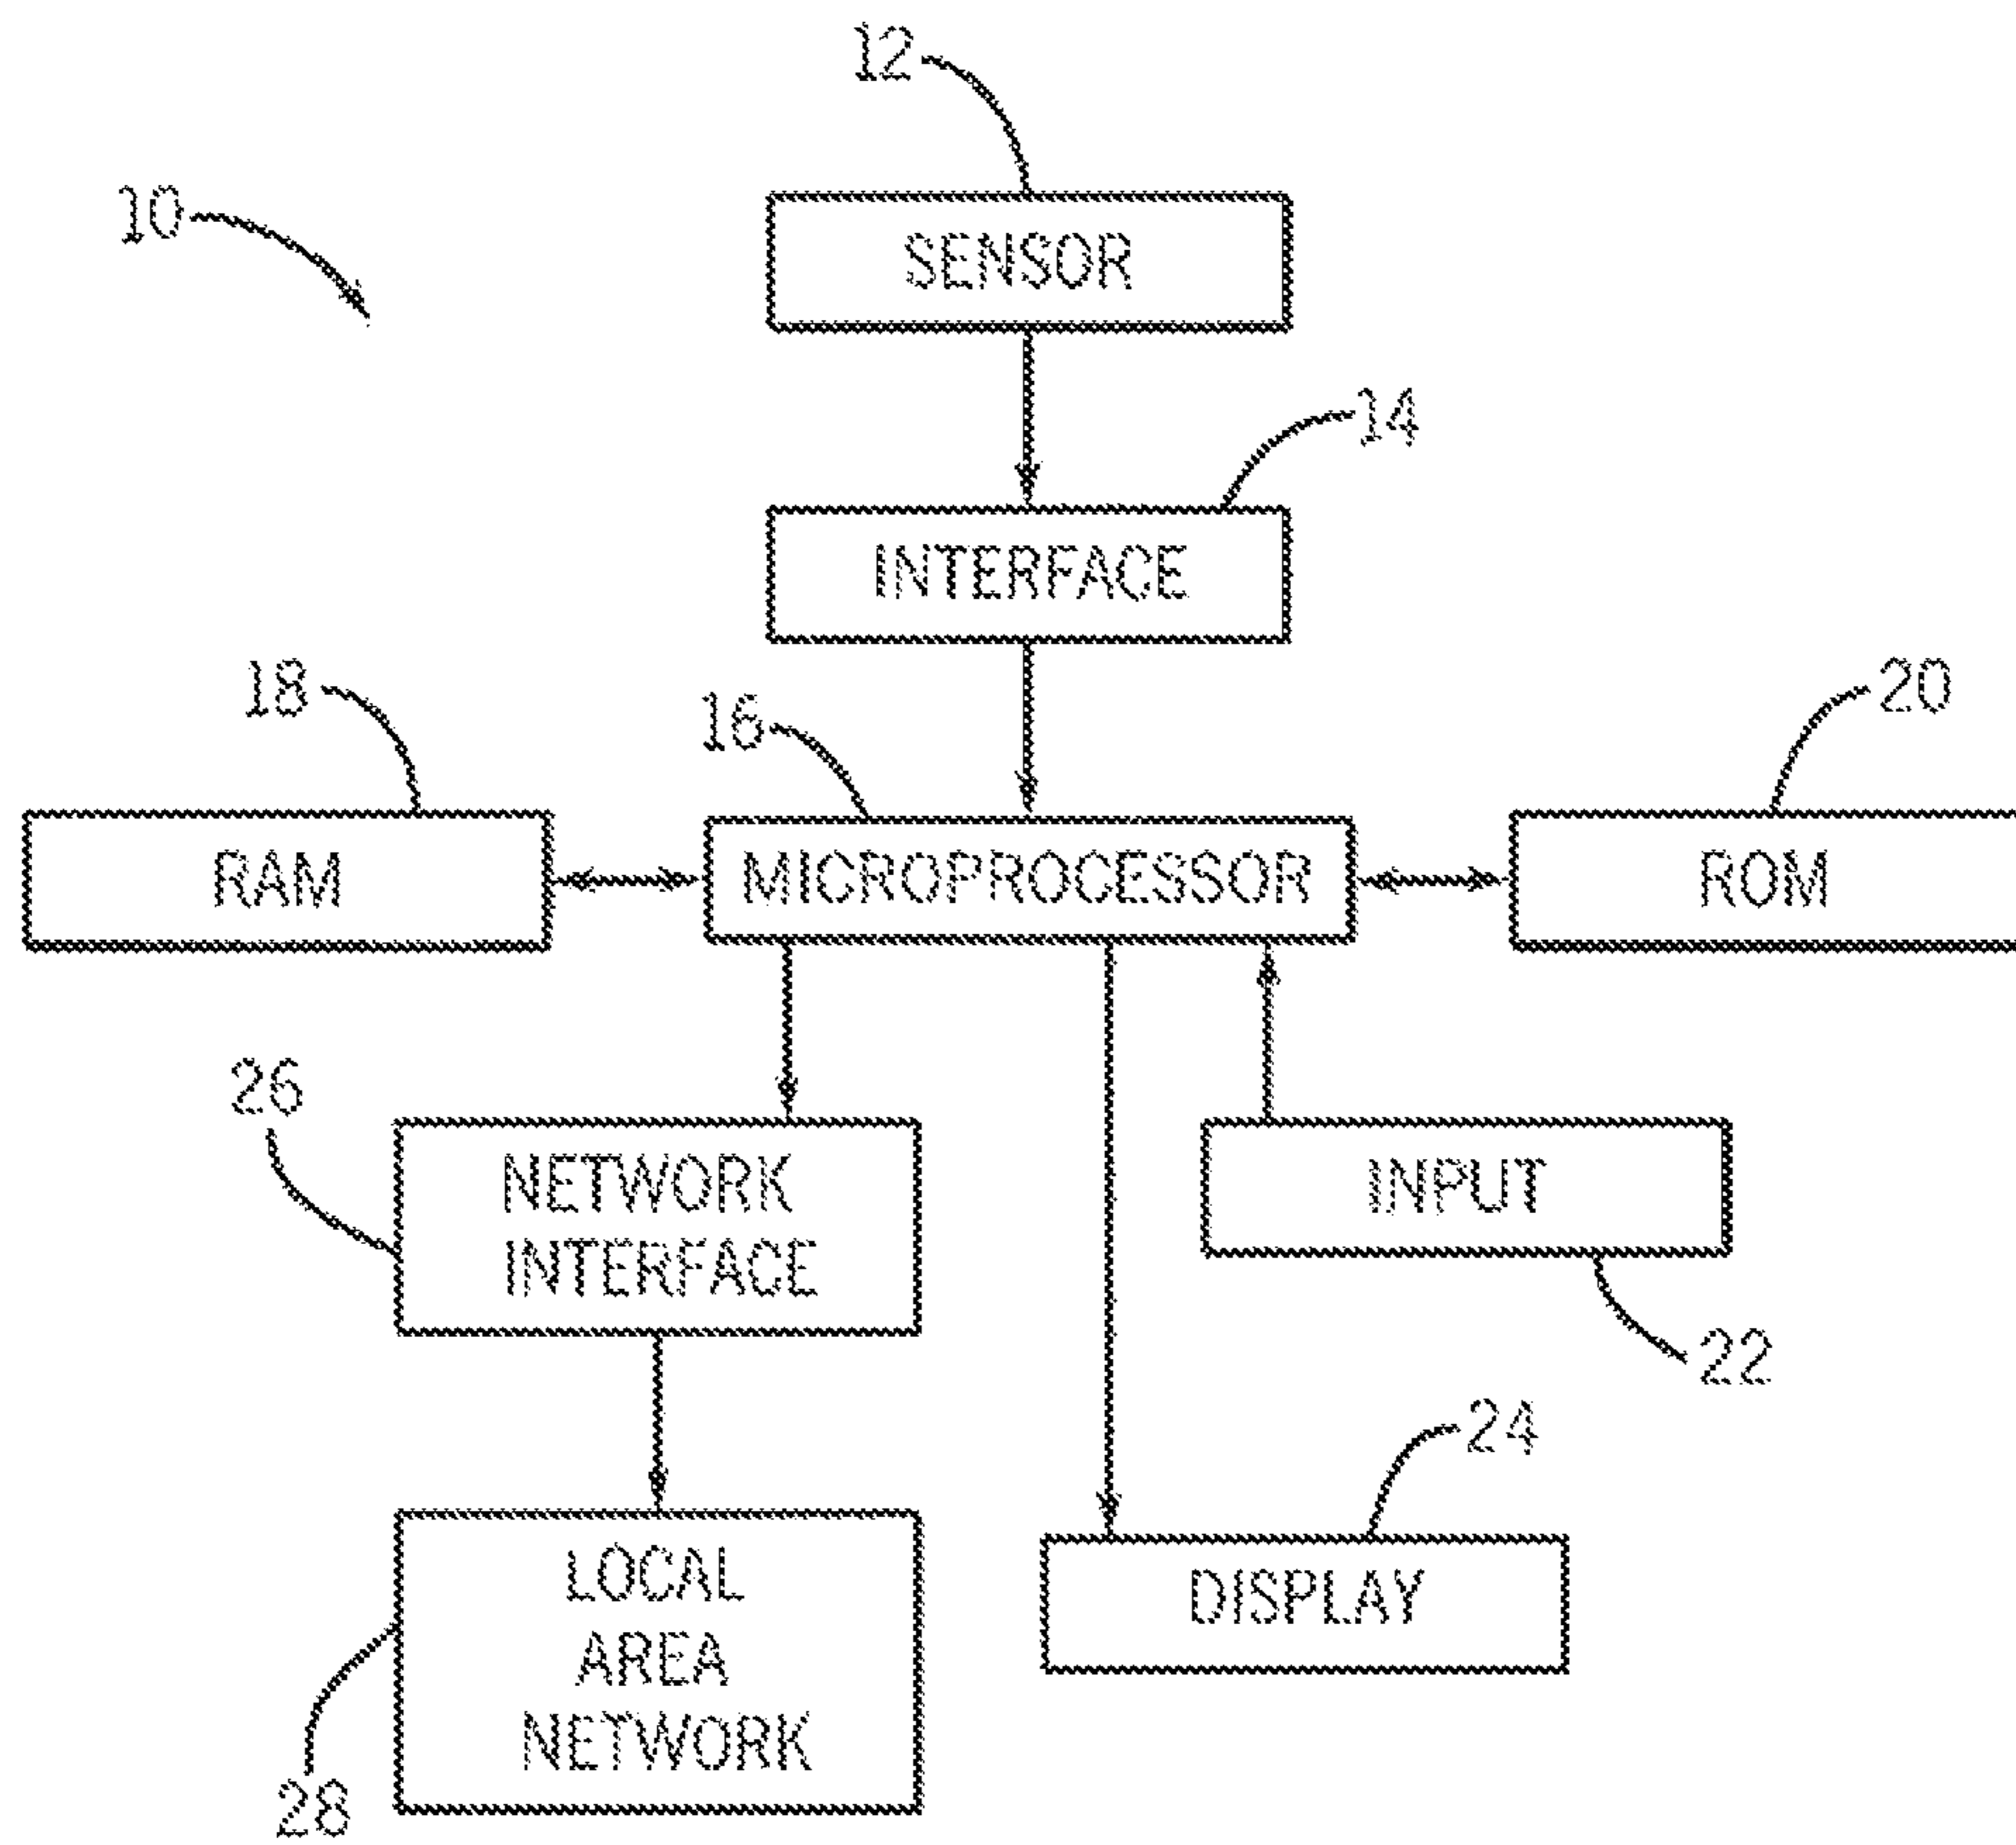 12
10
SENSOR
14
INTERFACE
18
16
20
RAM
MICROPROCESSOR
ROM
26
NETWORK
INTERFACE
INPUT
22
24
LOCAL
AREA
NETWORK
DISPLAY
28